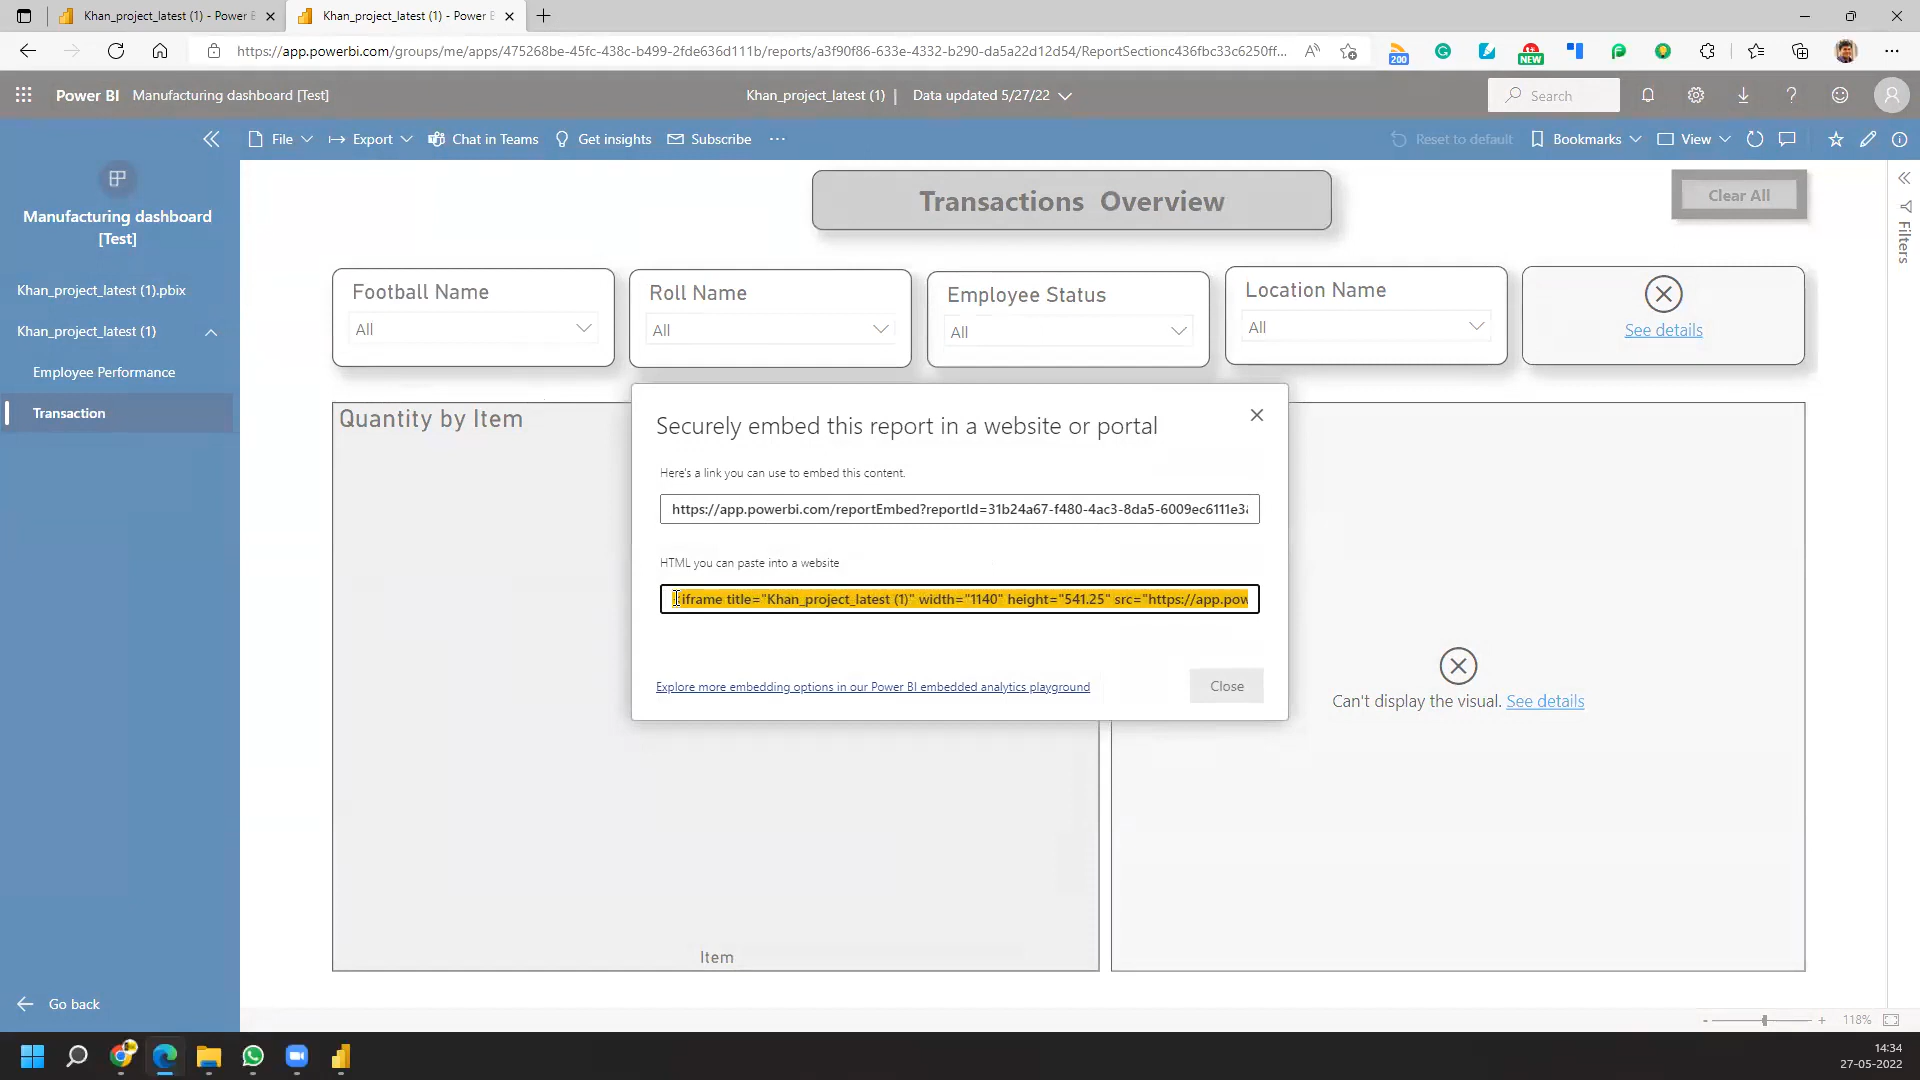 Khan_project_latest (1) - Power B
Khan_project_latest (1) - Power B
https://app.powerbi.com/groups/me/apps/475268be-45fc-438c-b499-2fde636d111b/reports/a3f90f86-633e-4332-b290-da5a22d12d54/ReportSectionc436fbc33c6250ff...
200
NEW
Power BI Manufacturing dashboard [Test]
Khan_project_latest (1) | Data updated 5/27/22
Search
File
Export
Chat in Teams
Get insights
Subscribe
...
Reset to default
Bookmarks
View
Manufacturing dashboard
[Test]
Khan_project_latest (1).pbix
Khan_project_latest (1)
Employee Performance
Transaction
Go back
Transactions Overview
Clear All
Filters
Football Name
All
Roll Name
All
Employee Status
All
Location Name
All
See details
Quantity by Item
Item
Securely embed this report in a website or portal
Here's a link you can use to embed this content.
https://app.powerbi.com/reportEmbed?reportId=31b24a67-f480-4ac3-8da5-6009ec6111e3&
HTML you can paste into a website
<iframe title="Khan_project_latest (1)" width="1140" height="541.25" src="https://app.pow
Explore more embedding options in our Power BI embedded analytics playground
Close
Can't display the visual. See details
- + 118%
14:34
27-05-2022